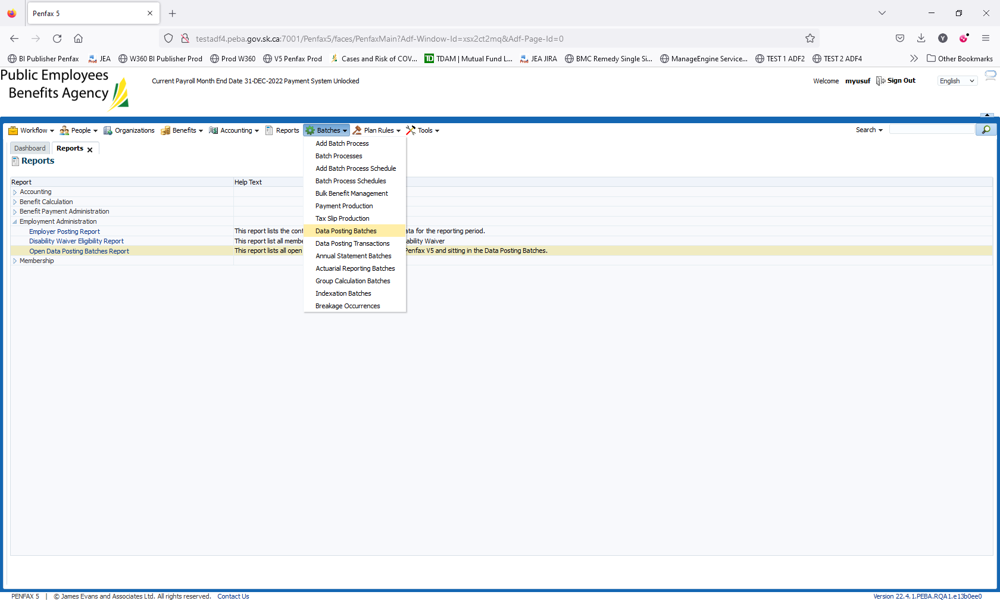 Penfax 5
testadf4.peba.gov.sk.ca:7001/Penfax5/faces/PenfaxMain?Adf-Window-Id=xsx2ct2mq&Adf-Page-Id=0
BI Publisher Penfax JEA W360 BI Publisher Prod Prod W360 V5 Penfax Prod Cases and Risk of COV... TD TDAM | Mutual Fund L... JEA JIRA BMC Remedy Single Si... ManageEngine Service... TEST 1 ADF2 TEST 2 ADF4 Other Bookmarks
Public Employees
Benefits Agency
Current Payroll Month End Date 31-DEC-2022 Payment System Unlocked
Welcome myusuf Sign Out English
Workflow People Organizations Benefits Accounting Reports Batches Plan Rules Tools Search
Dashboard Reports
Reports
Report Help Text
Accounting
Benefit Calculation
Benefit Payment Administration
Employment Administration
Employer Posting Report This report lists the cont ata for the reporting period.
Disability Waiver Eligibility Report This report list all membe ability Waiver
Open Data Posting Batches Report This report lists all open Penfax V5 and sitting in the Data Posting Batches.
Membership
Add Batch Process
Batch Processes
Add Batch Process Schedule
Batch Process Schedules
Bulk Benefit Management
Payment Production
Tax Slip Production
Data Posting Batches
Data Posting Transactions
Annual Statement Batches
Actuarial Reporting Batches
Group Calculation Batches
Indexation Batches
Breakage Occurrences
PENFAX 5 | © James Evans and Associates Ltd. All rights reserved. Contact Us
Version 22.4.1.PEBA.RQA1.e13b0ee0